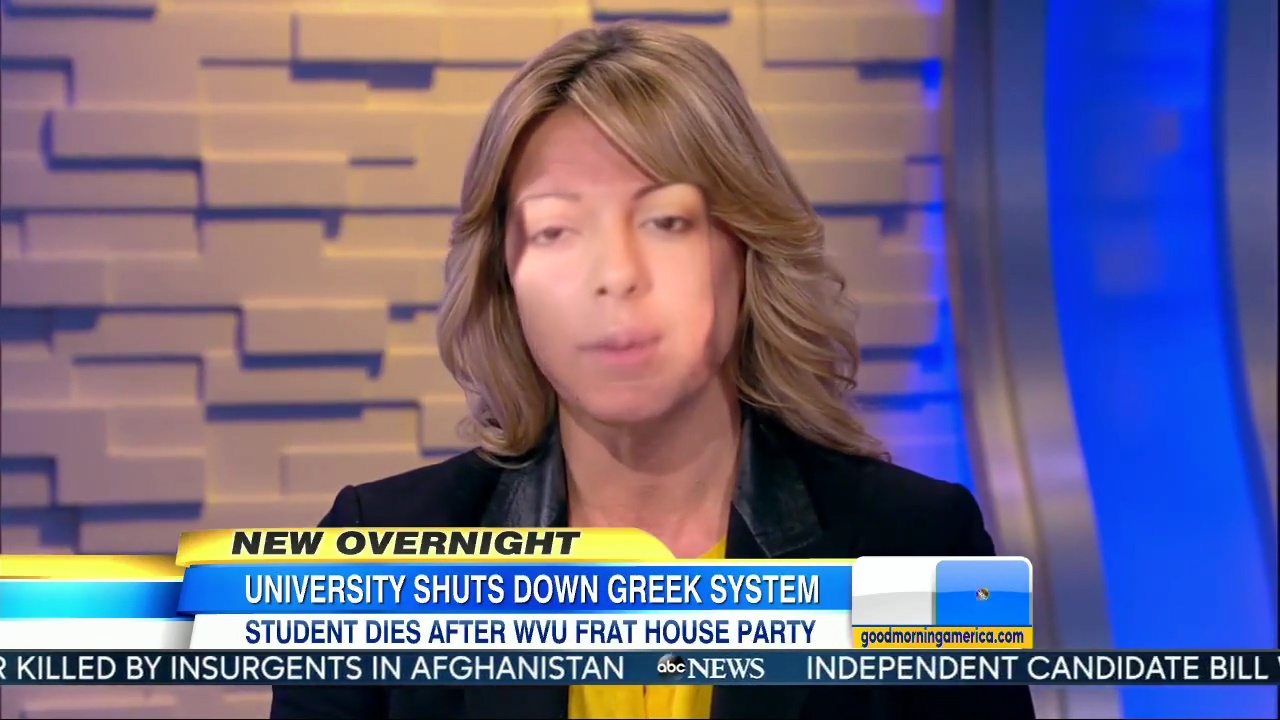 NEW OVERNIGHT
UNIVERSITY SHUTS DOWN GREEK SYSTEM
STUDENT DIES AFTER WVU FRAT HOUSE PARTY
goodmorningamerica.com
R KILLED BY INSURGENTS IN AFGHANISTAN abc NEWS INDEPENDENT CANDIDATE BILL